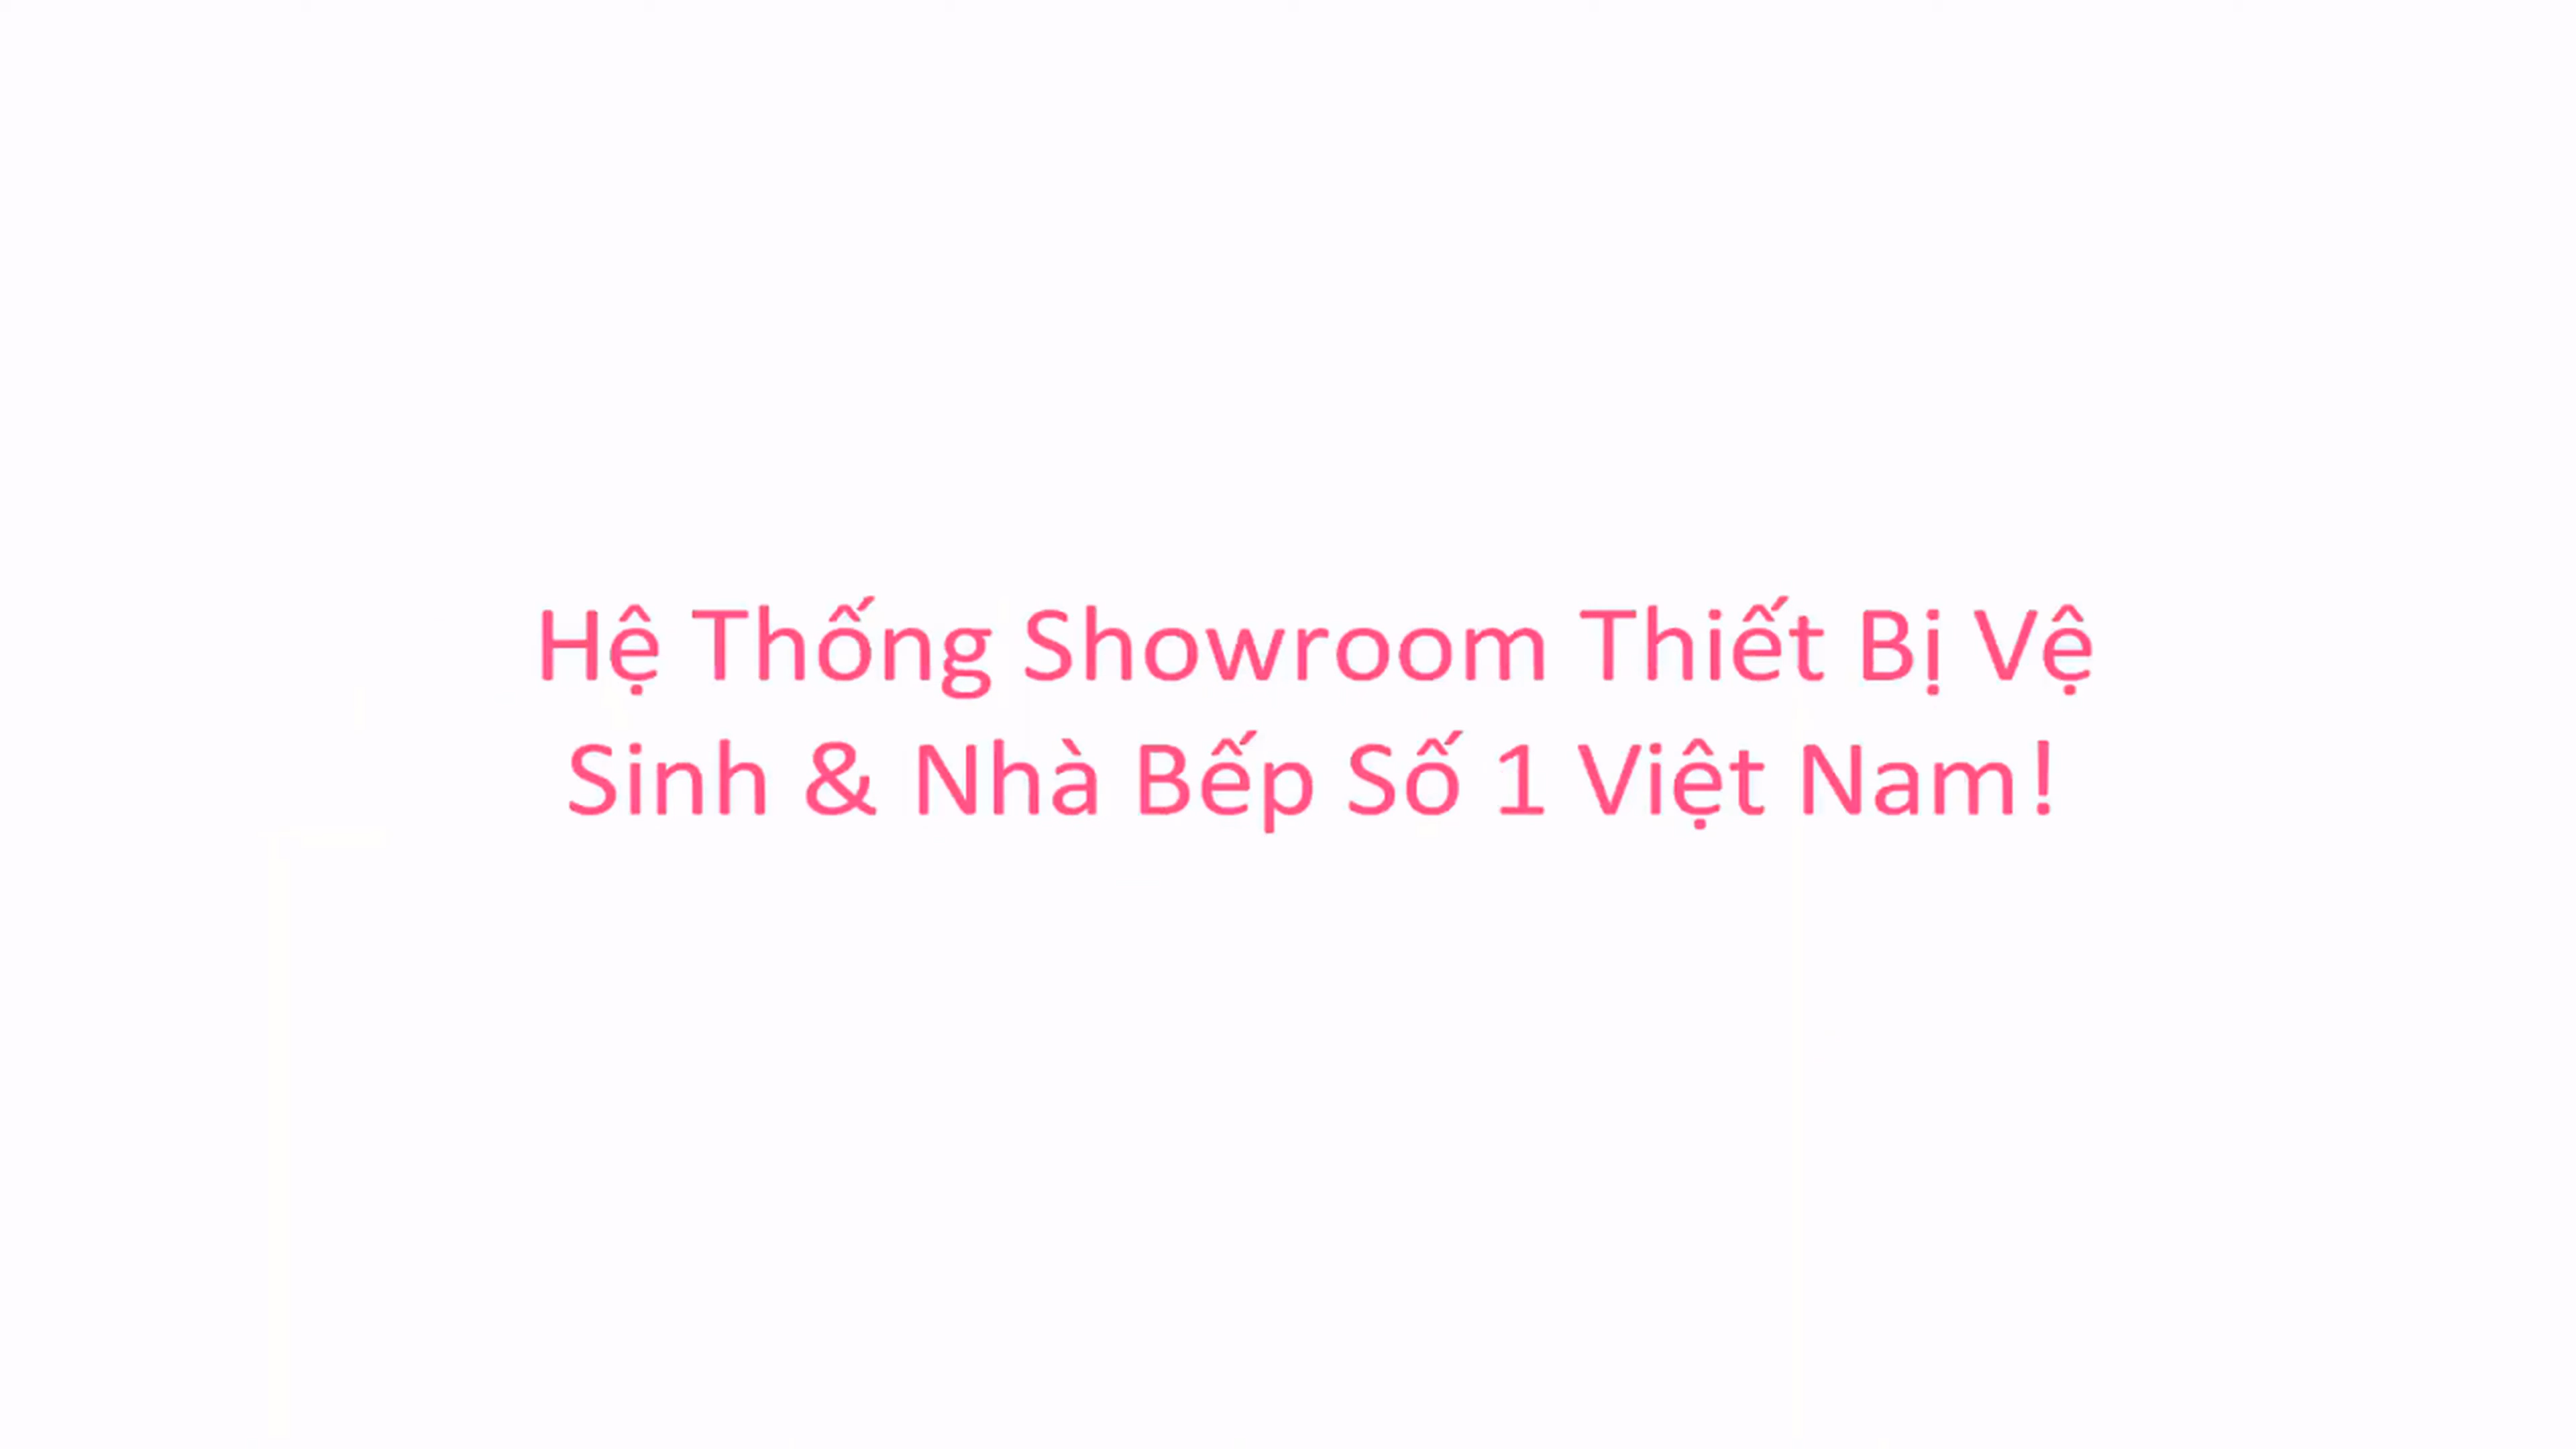 Hệ Thống Showroom Thiết Bị Vệ
Sinh & Nhà Bếp Số 1 Việt Nam!